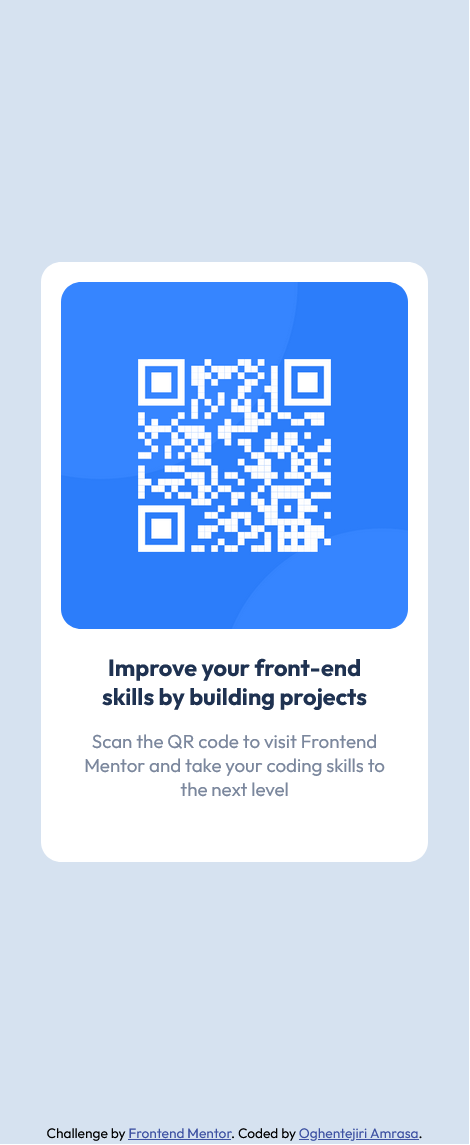 Improve your front-end
skills by building projects
Scan the QR code to visit Frontend
Mentor and take your coding skills to
the next level
Challenge by Frontend Mentor. Coded by Oghentejiri Amrasa.